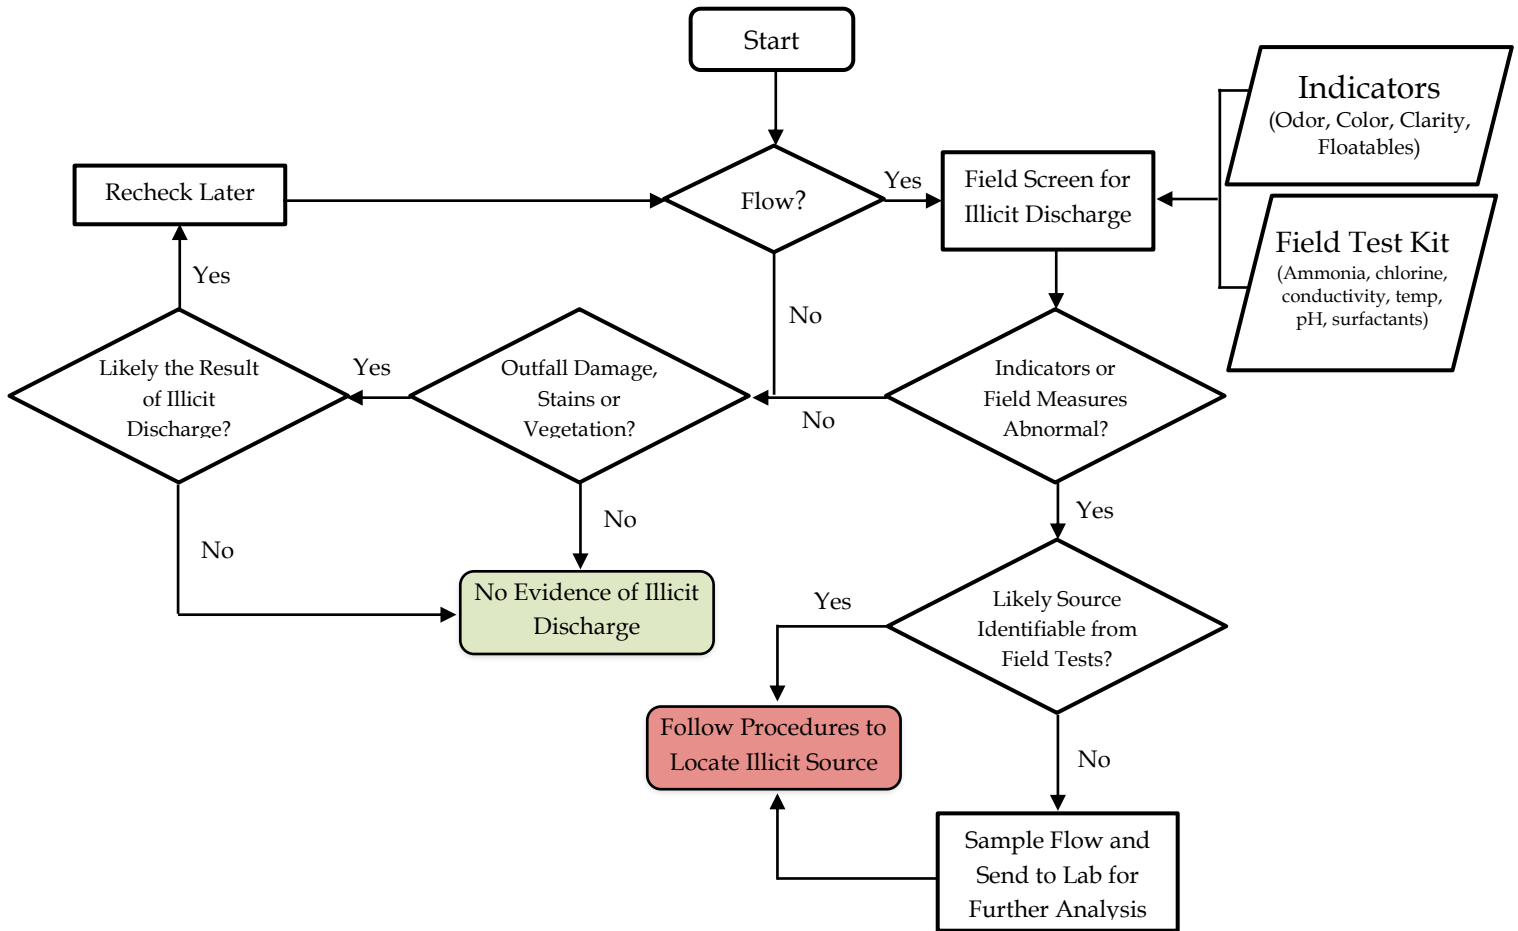 Start
Indicators
(Odor, Color, Clarity,
Floatables)
Recheck Later
Flow?
Yes
Field Screen for
Illicit Discharge
Field Test Kit
(Ammonia, chlorine,
conductivity, temp,
pH, surfactants)
Yes
No
Likely the Result
of Illicit
Discharge?
Yes
Outfall Damage,
Stains or
Vegetation?
No
Indicators or
Field Measures
Abnormal?
No
No
Yes
No Evidence of Illicit
Discharge
Yes
Likely Source
Identifiable from
Field Tests?
Follow Procedures to
Locate Illicit Source
No
Sample Flow and
Send to Lab for
Further Analysis